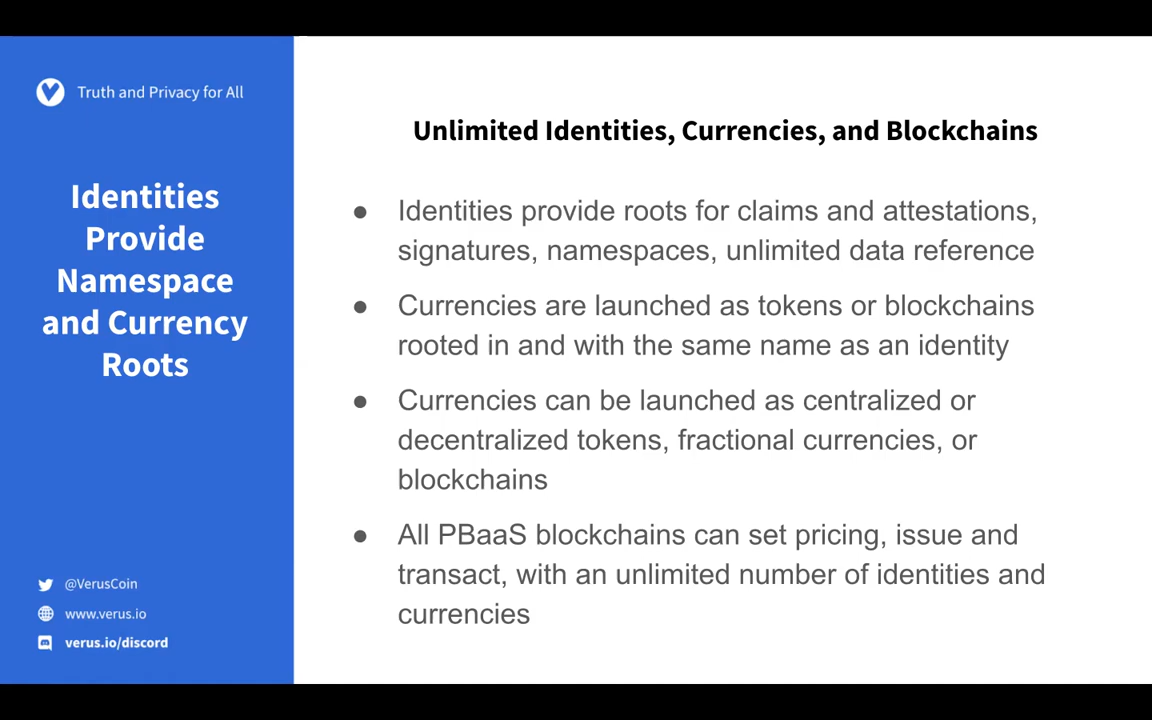 Truth and Privacy for All
Identities
Provide
Namespace
and Currency
Roots
@VerusCoin
www.verus.io
verus.io/discord
Unlimited Identities, Currencies, and Blockchains
● Identities provide roots for claims and attestations,
signatures, namespaces, unlimited data reference
● Currencies are launched as tokens or blockchains
rooted in and with the same name as an identity
● Currencies can be launched as centralized or
decentralized tokens, fractional currencies, or
blockchains
● All PBaaS blockchains can set pricing, issue and
transact, with an unlimited number of identities and
currencies